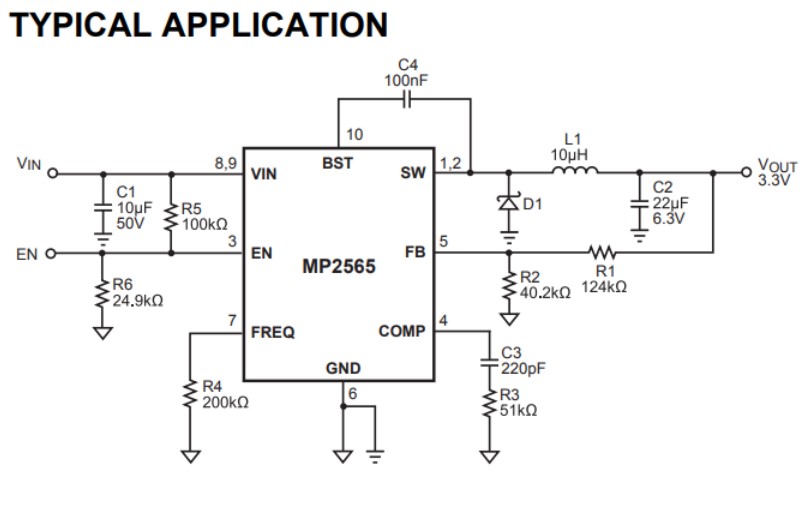 TYPICAL APPLICATION
C4
100nF
10
BST
VIN
8,9
VIN
SW
1,2
L1
10µH
VOUT
3.3V
C1
10µF
50V
R5
100kΩ
D1
C2
22µF
6.3V
EN
3
EN
MP2565
FB
5
R1
124kΩ
R2
40.2kΩ
R6
24.9kΩ
7
FREQ
COMP
4
GND
6
C3
220pF
R4
200kΩ
R3
51kΩ